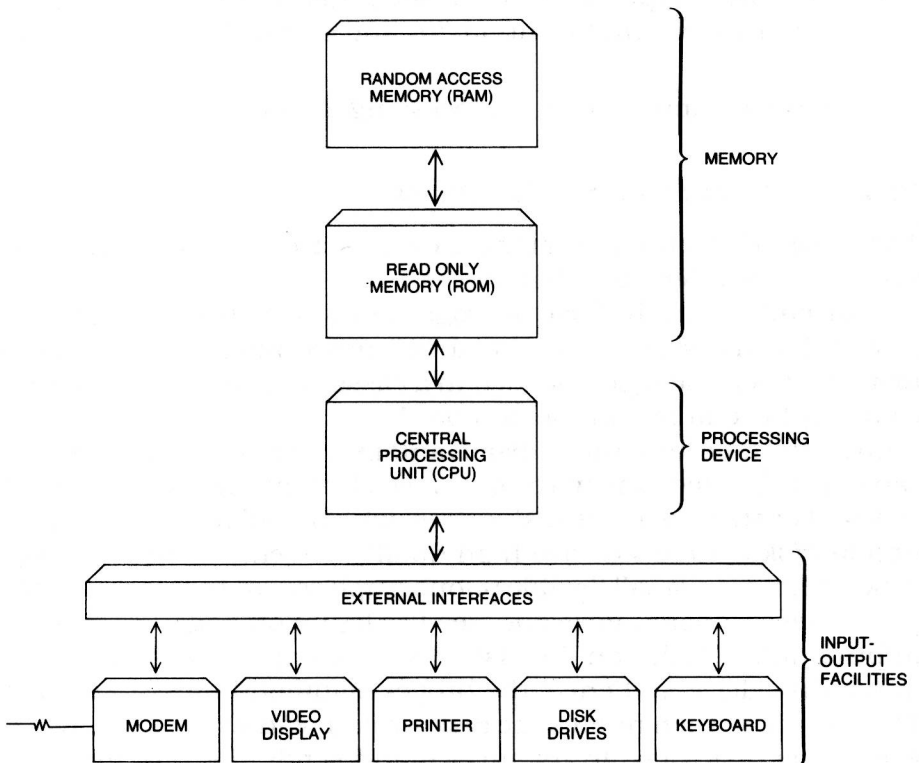 RANDOM ACCESS
MEMORY (RAM)
MEMORY
READ ONLY
MEMORY (ROM)
CENTRAL
PROCESSING
UNIT (CPU)
PROCESSING
DEVICE
EXTERNAL INTERFACES
INPUT-
OUTPUT
FACILITIES
MODEM
VIDEO
DISPLAY
PRINTER
DISK
DRIVES
KEYBOARD